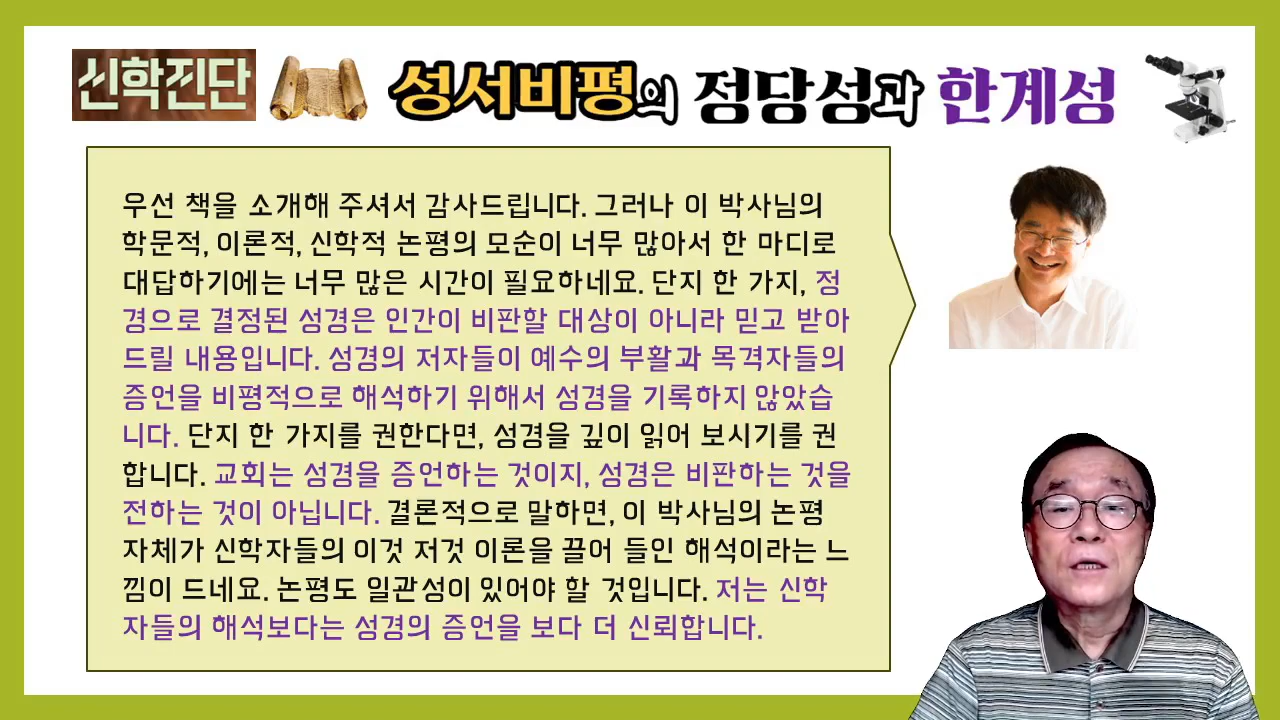 신학진단
성서비평의 정당성과 한계성
우선 책을 소개해 주셔서 감사드립니다. 그러나 이 박사님의
학문적, 이론적, 신학적 논평의 모순이 너무 많아서 한 마디로
대답하기에는 너무 많은 시간이 필요하네요. 단지 한 가지, 정
경으로 결정된 성경은 인간이 비판할 대상이 아니라 믿고 받아
드릴 내용입니다. 성경의 저자들이 예수의 부활과 목격자들의
증언을 비평적으로 해석하기 위해서 성경을 기록하지 않았습
니다. 단지 한 가지를 권한다면, 성경을 깊이 읽어 보시기를 권
합니다. 교회는 성경을 증언하는 것이지, 성경은 비판하는 것을
전하는 것이 아닙니다. 결론적으로 말하면, 이 박사님의 논평
자체가 신학자들의 이것 저것 이론을 끌어 들인 해석이라는 느
낌이 드네요. 논평도 일관성이 있어야 할 것입니다. 저는 신학
자들의 해석보다는 성경의 증언을 보다 더 신뢰합니다.